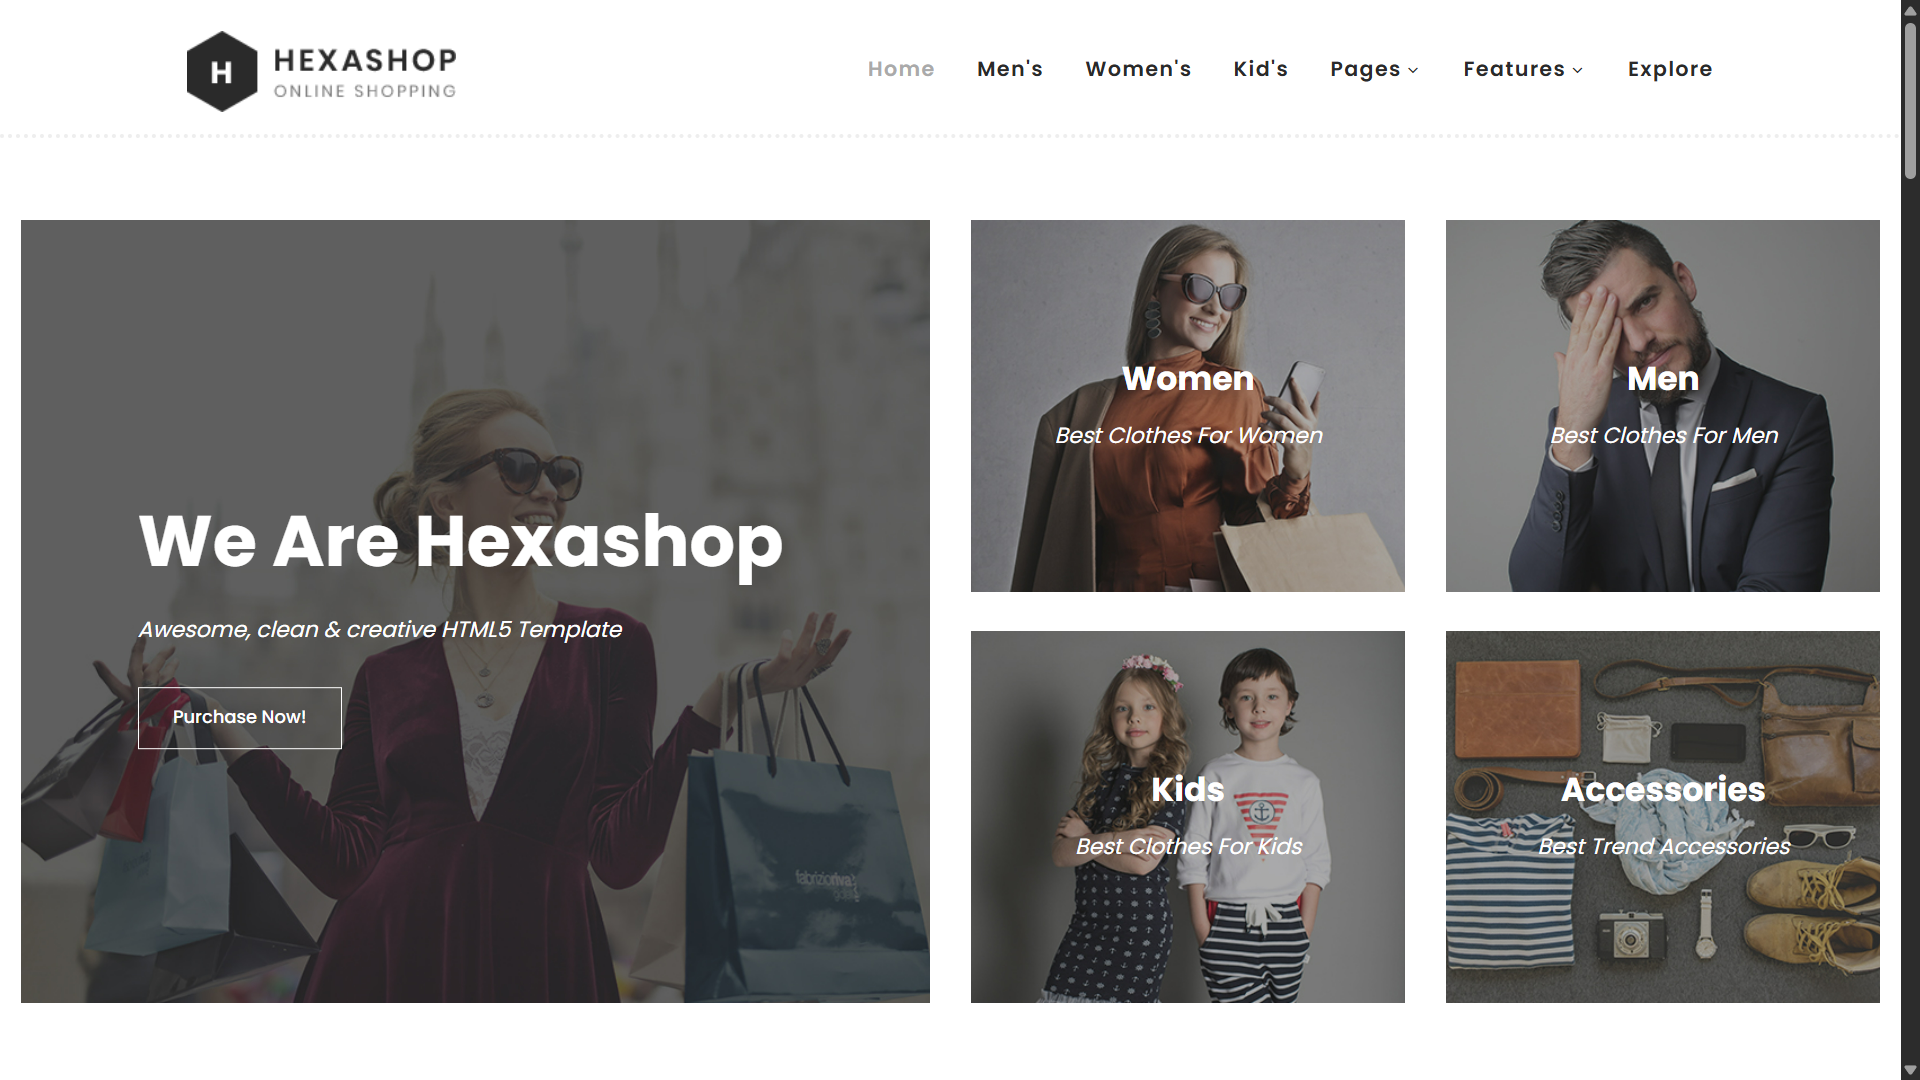 H
HEXASHOP
ONLINE SHOPPING
Home
Men's
Women's
Kid's
Pages
Features
Explore
We Are Hexashop
Awesome, clean & creative HTML5 Template
Purchase Now!
fabrizioriva
Women
Best Clothes For Women
Men
Best Clothes For Men
Kids
Best Clothes For Kids
Accessories
Best Trend Accessories